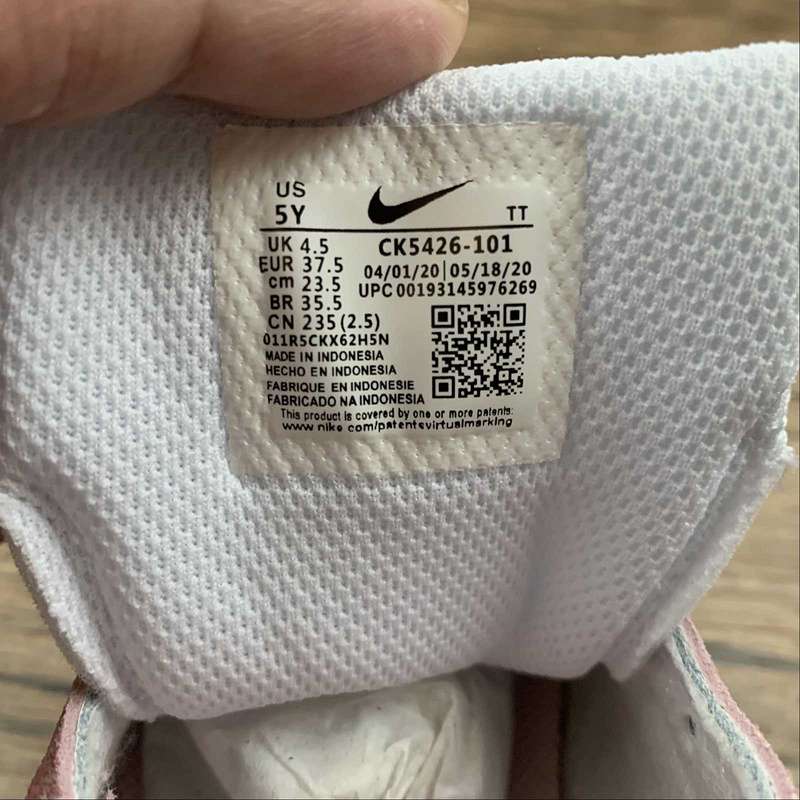 US
5Y
TT
UK 4.5
EUR 37.5
cm 23.5
BR 35.5
CN 235 (2.5)
CK5426-101
04/01/20|05/18/20
UPC 00193145976269
011R5CKX62H5N
MADE IN INDONESIA
HECHO EN INDONESIA
FABRIQUE EN INDONESIE
FABRICADO NA INDONESIA
This product is covered by one or more patents:
www.nike.com/patentsvirtualmarking